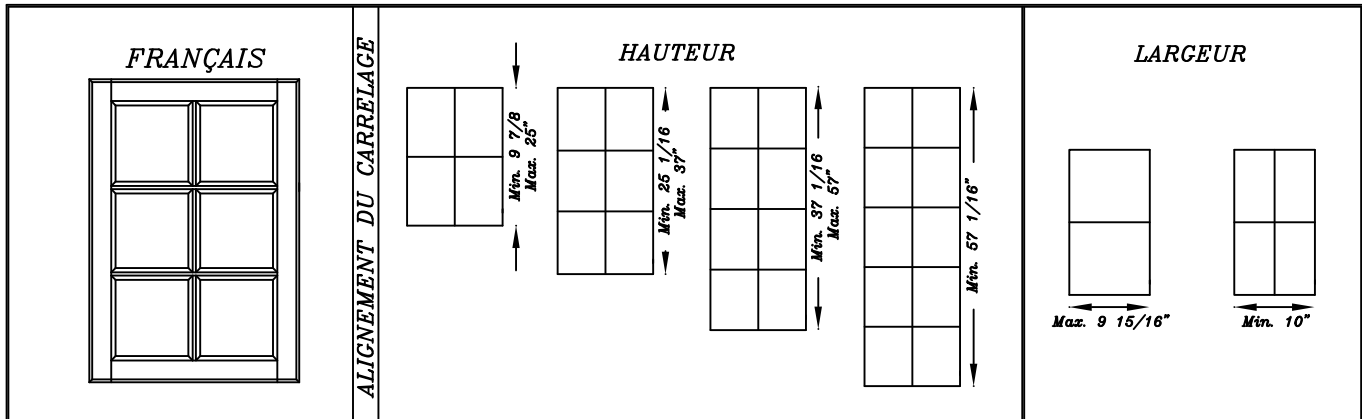 FRANÇAIS
ALIGNEMENT DU CARRELAGE
HAUTEUR
Min. 9 7/8
Max. 25"
Min. 25 1/16
Max. 37"
Min. 37 1/16
Max. 57"
Min. 57 1/16"
LARGEUR
Max. 9 15/16"
Min. 10"